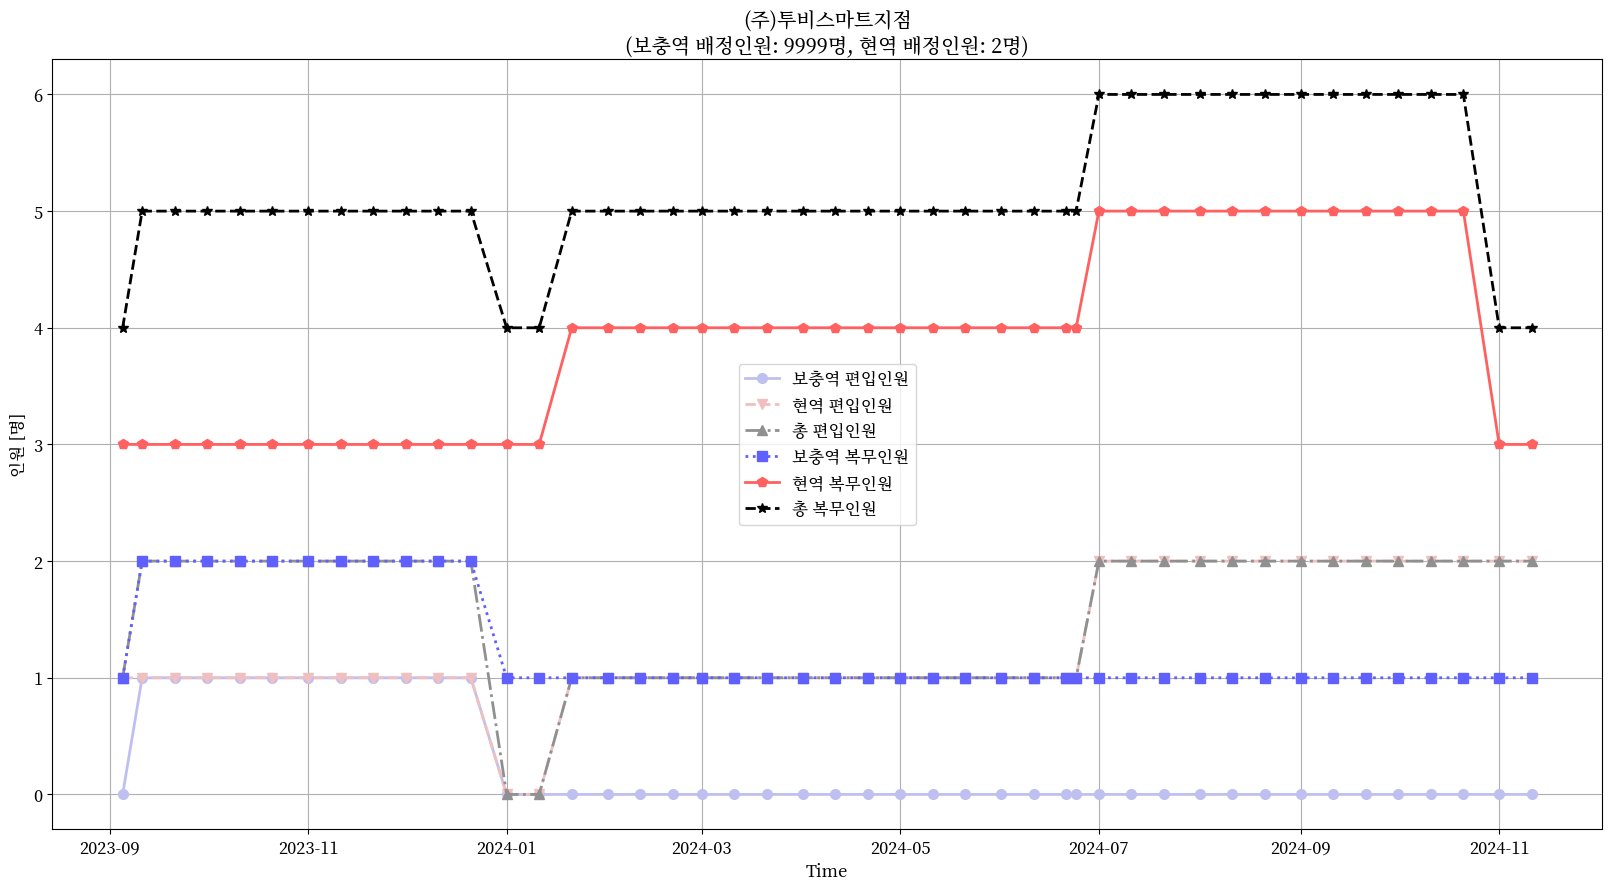 (주)투비스마트지점
(보충역 배정인원: 9999명, 현역 배정인원: 2명)
6
5
4
3
2
1
0
인원 [명]
보충역 편입인원
현역 편입인원
총 편입인원
보충역 복무인원
현역 복무인원
총 복무인원
2023-09
2023-11
2024-01
2024-03
2024-05
2024-07
2024-09
2024-11
Time